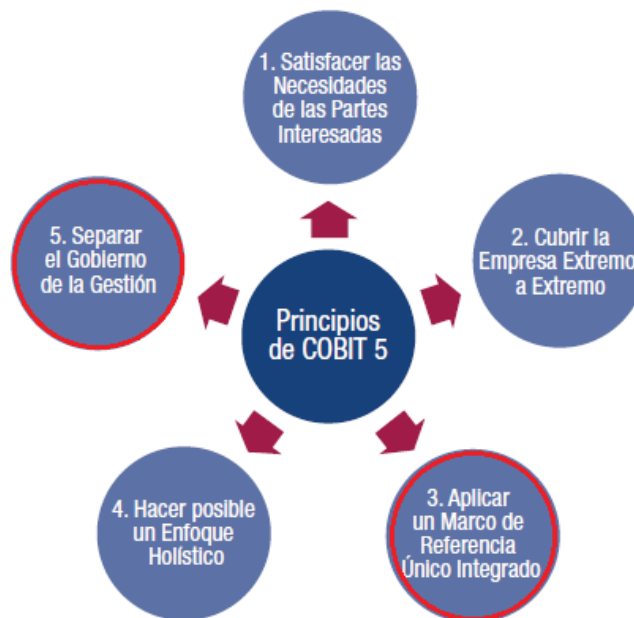 1. Satisfacer las
Necesidades
de las Partes
Interesadas
2. Cubrir la
Empresa Extremo
a Extremo
3. Aplicar
un Marco de
Referencia
Único Integrado
4. Hacer posible
un Enfoque
Holístico
5. Separar
el Gobierno
de la Gestión
Principios
de COBIT 5